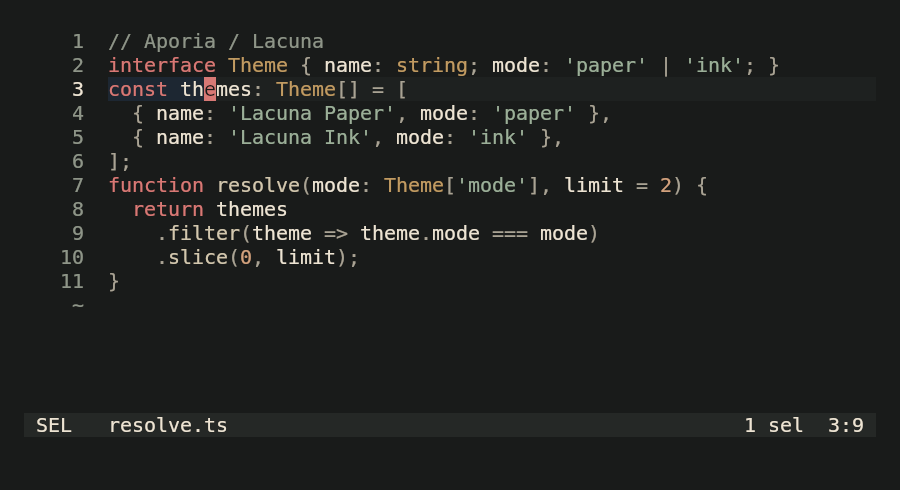 1 // Aporia / Lacuna
2 interface Theme { name: string; mode: 'paper' | 'ink'; }
3 const themes: Theme[] = [
4   { name: 'Lacuna Paper', mode: 'paper' },
5   { name: 'Lacuna Ink', mode: 'ink' },
6 ];
7 function resolve(mode: Theme['mode'], limit = 2) {
8   return themes
9     .filter(theme => theme.mode === mode)
10     .slice(0, limit);
11 }
~
SEL resolve.ts 1 sel 3:9